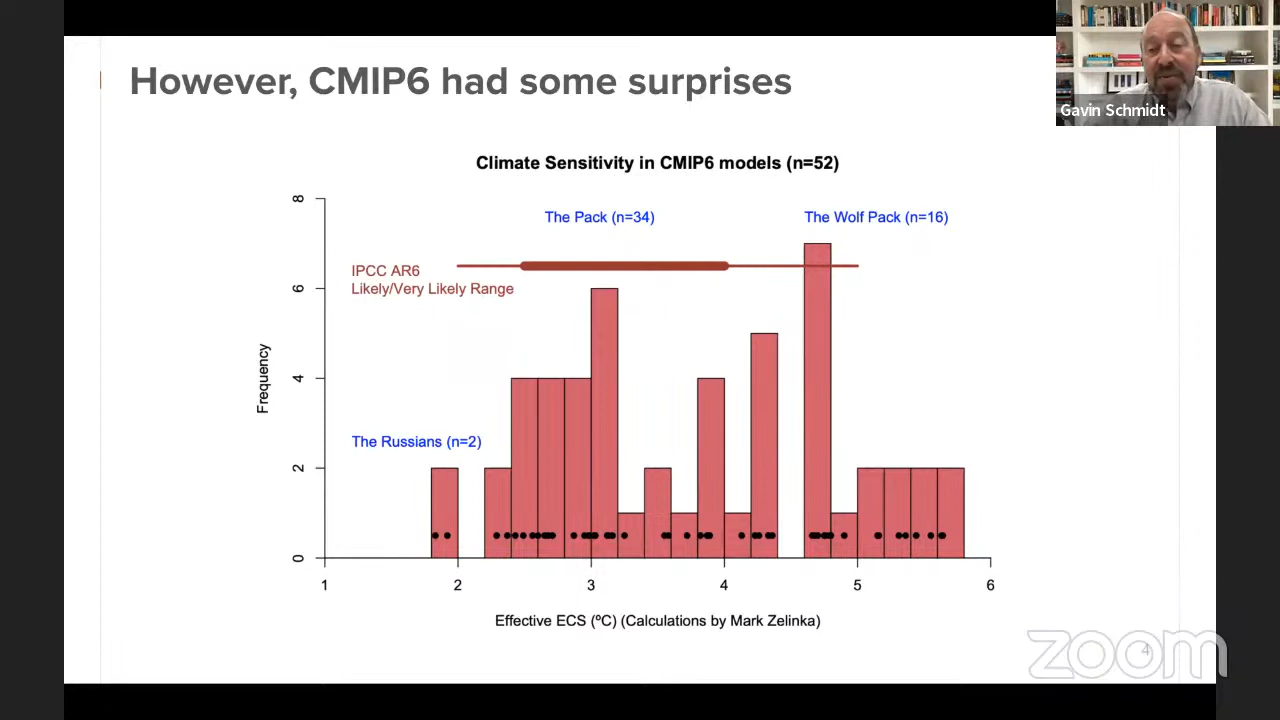 However, CMIP6 had some surprises
Gavin Schmidt
Climate Sensitivity in CMIP6 models (n=52)
The Pack (n=34)
The Wolf Pack (n=16)
IPCC AR6
Likely/Very Likely Range
The Russians (n=2)
Frequency
8
6
4
2
0
1 2 3 4 5 6
Effective ECS (ºC) (Calculations by Mark Zelinka)
zoom
4